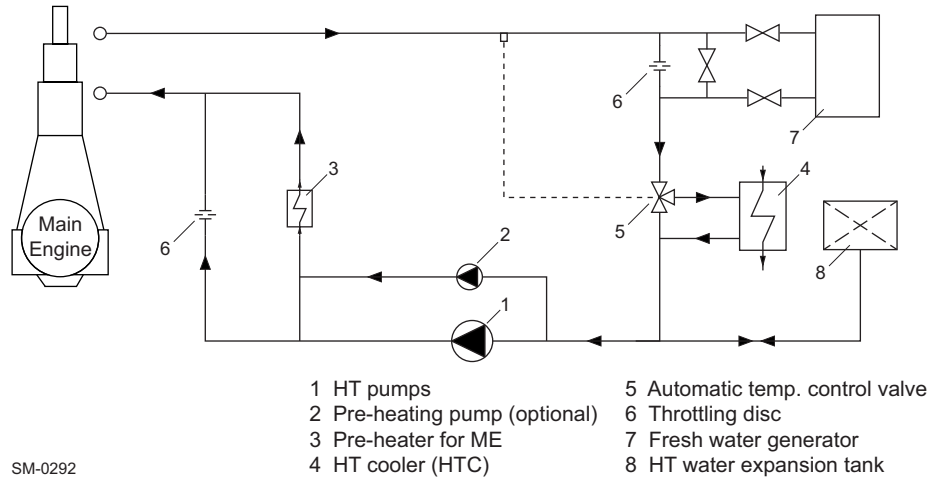 6
7
3
4
Main
Engine
6
5
2
8
1
1 HT pumps
2 Pre-heating pump (optional)
3 Pre-heater for ME
4 HT cooler (HTC)
5 Automatic temp. control valve
6 Throttling disc
7 Fresh water generator
8 HT water expansion tank
SM-0292